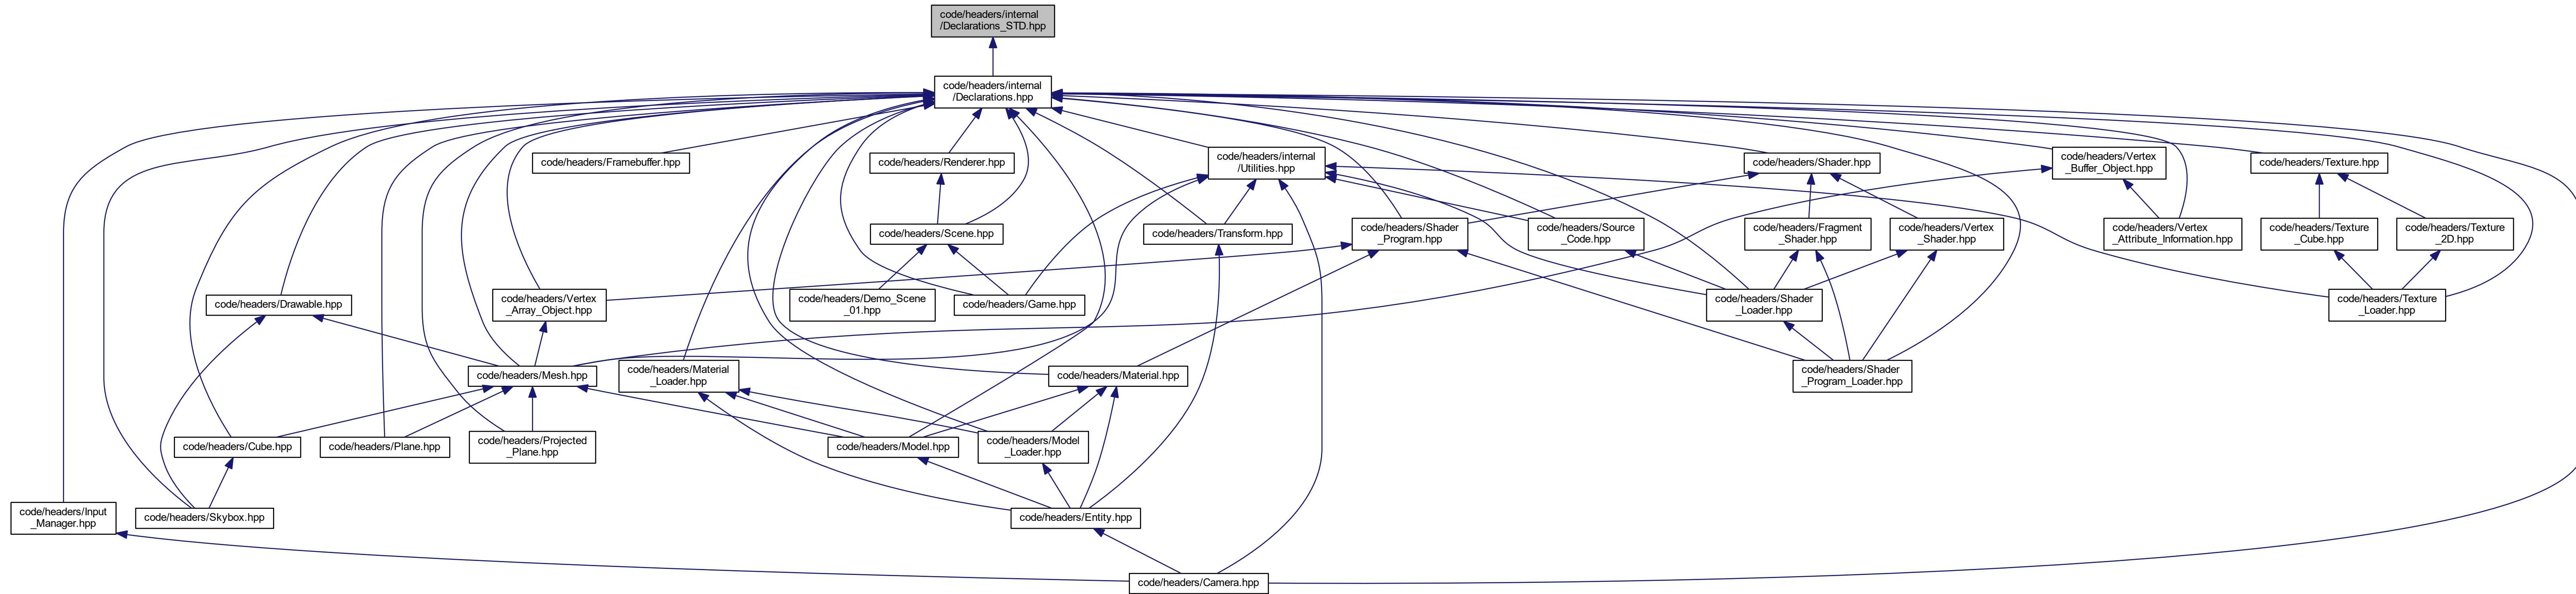 code/headers/internal
/Declarations_STD.hpp
code/headers/internal
/Declarations.hpp
code/headers/Framebuffer.hpp
code/headers/Renderer.hpp
code/headers/internal
/Utilities.hpp
code/headers/Shader.hpp
code/headers/Vertex
_Buffer_Object.hpp
code/headers/Texture.hpp
code/headers/Scene.hpp
code/headers/Transform.hpp
code/headers/Shader
_Program.hpp
code/headers/Source
_Code.hpp
code/headers/Fragment
_Shader.hpp
code/headers/Vertex
_Shader.hpp
code/headers/Vertex
_Attribute_Information.hpp
code/headers/Texture
_Cube.hpp
code/headers/Texture
_2D.hpp
code/headers/Drawable.hpp
code/headers/Vertex
_Array_Object.hpp
code/headers/Demo_Scene
_01.hpp
code/headers/Game.hpp
code/headers/Shader
_Loader.hpp
code/headers/Texture
_Loader.hpp
code/headers/Mesh.hpp
code/headers/Material
_Loader.hpp
code/headers/Material.hpp
code/headers/Shader
_Program_Loader.hpp
code/headers/Cube.hpp
code/headers/Plane.hpp
code/headers/Projected
_Plane.hpp
code/headers/Model.hpp
code/headers/Model
_Loader.hpp
code/headers/Input
_Manager.hpp
code/headers/Skybox.hpp
code/headers/Entity.hpp
code/headers/Camera.hpp